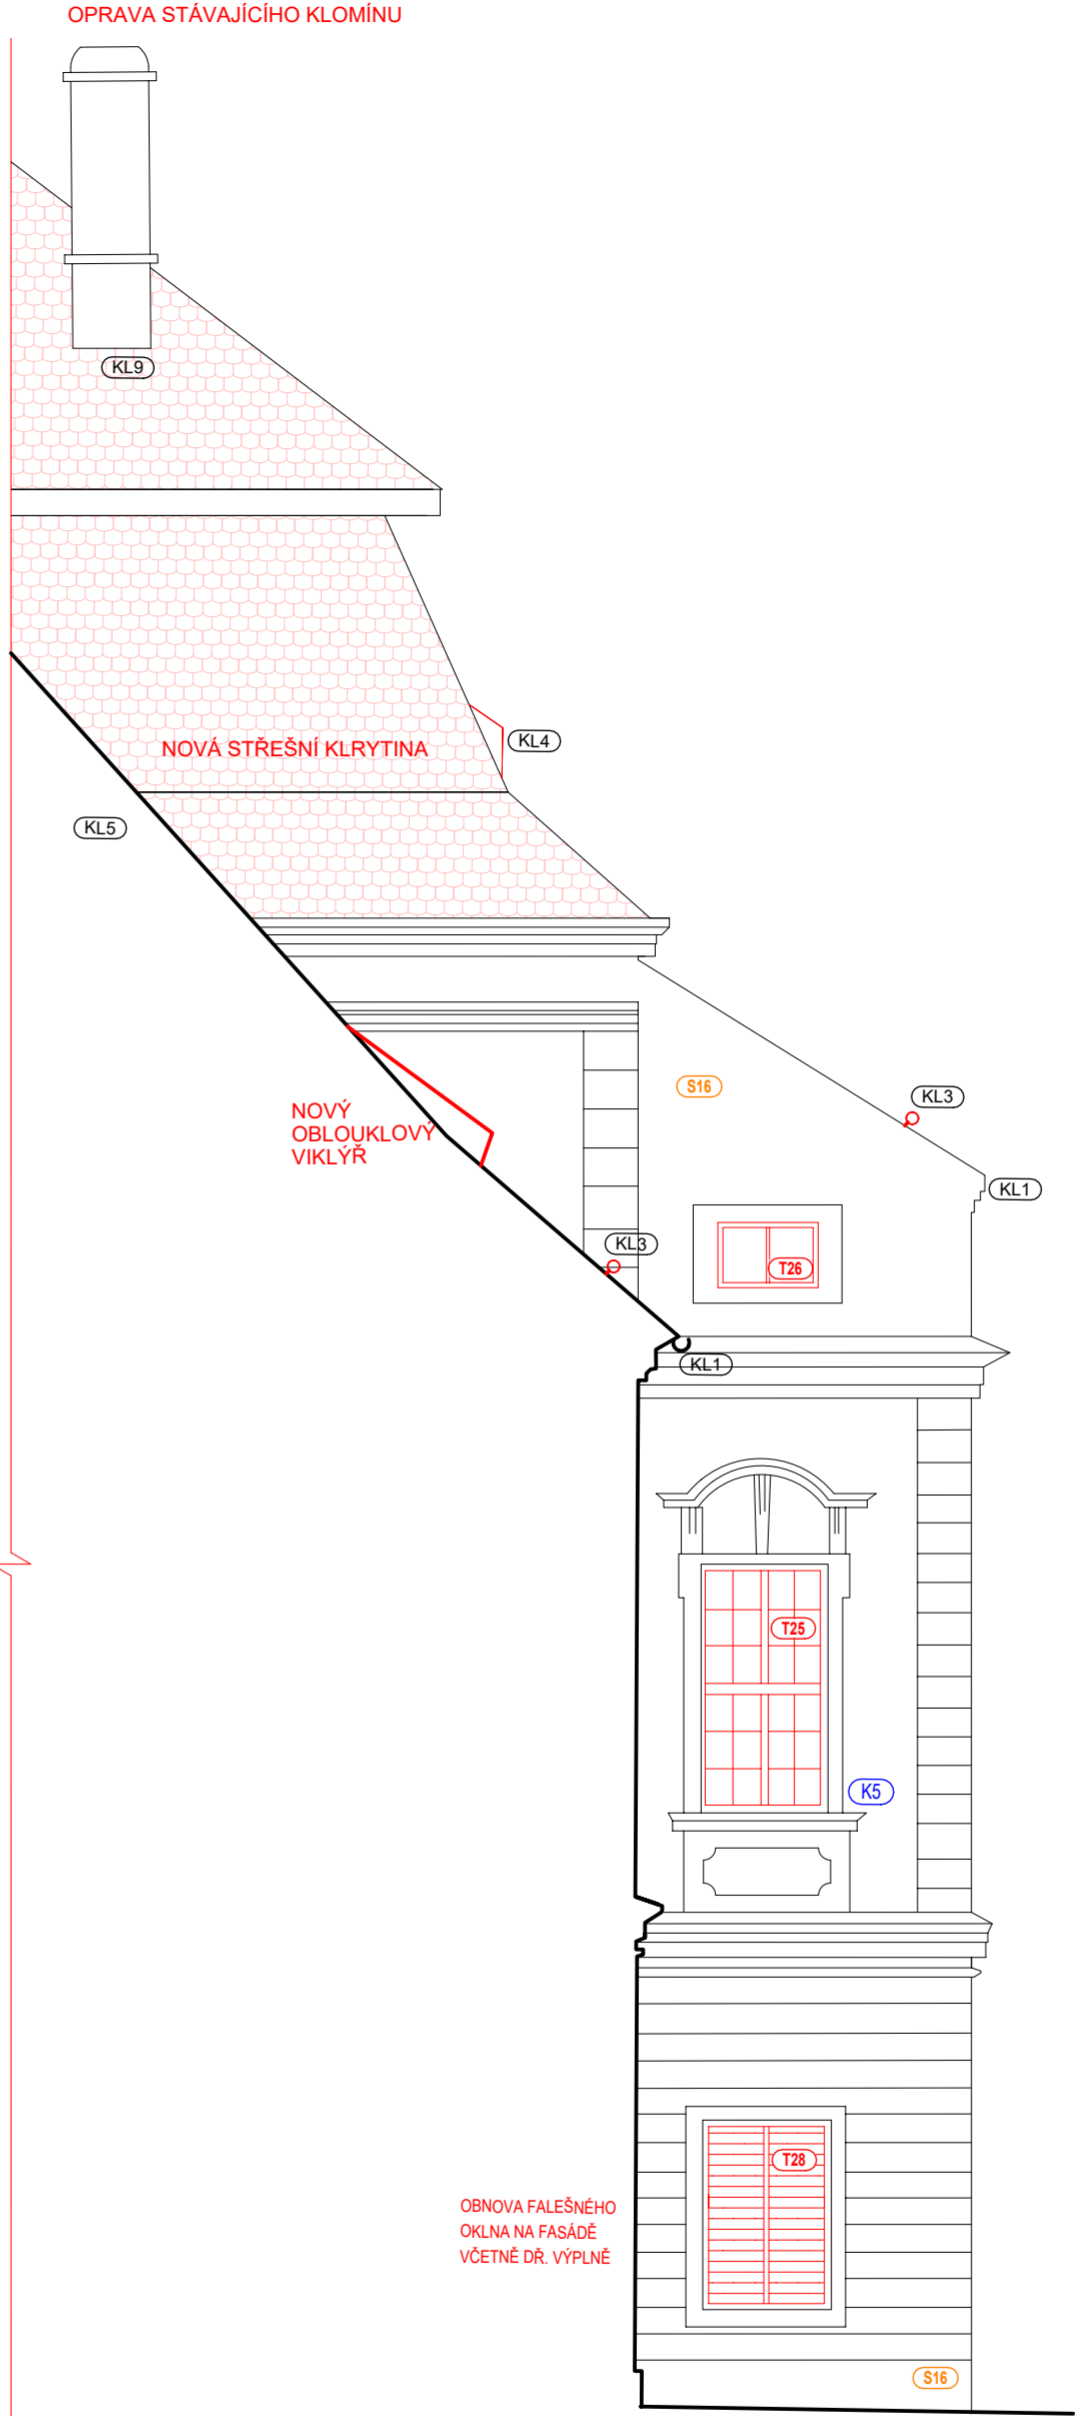 OPRAVA STÁVAJÍCÍHO KLOMÍNU
KL9
KL4
NOVÁ STŘEŠNÍ KLRYTINA
KL5
S16
KL3
NOVÝ
OBLOUKLOVÝ
VIKLÝŘ
KL1
KL3
T26
KL1
T25
K5
T28
OBNOVA FALEŠNÉHO
OKLNA NA FASÁDĚ
VČETNĚ DŘ. VÝPLNĚ
S16